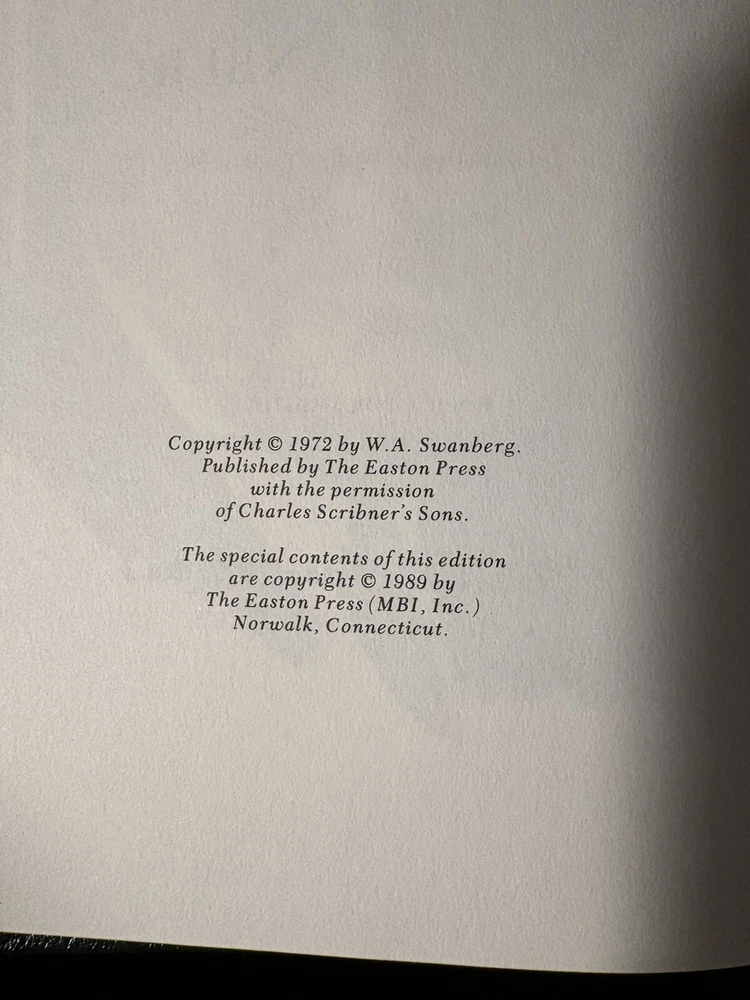 Copyright © 1972 by W.A. Swanberg.
Published by The Easton Press
with the permission
of Charles Scribner's Sons.
The special contents of this edition
are copyright © 1989 by
The Easton Press (MBI, Inc.)
Norwalk, Connecticut.